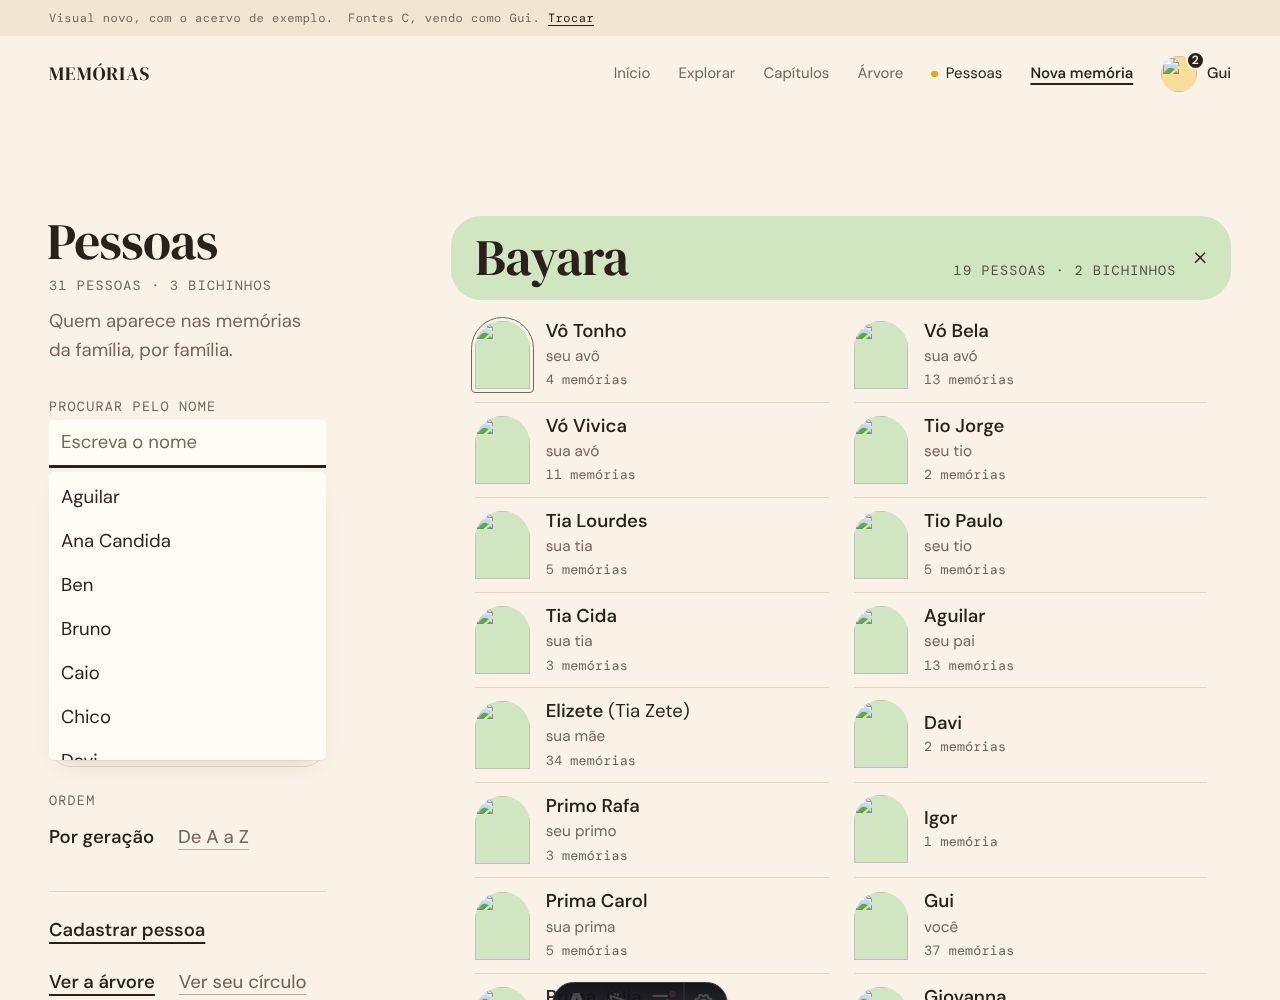 Visual novo, com o acervo de exemplo. Fontes C, vendo como Gui. Trocar
MEMÓRIAS
Início Explorar Capítulos Árvore Pessoas Nova memória 2 Gui
Pessoas
31 PESSOAS · 3 BICHINHOS
Quem aparece nas memórias
da família, por família.
PROCURAR PELO NOME
Escreva o nome
Aguilar
Ana Candida
Ben
Bruno
Caio
Chico
Davi
ORDEM
Por geração De A a Z
Cadastrar pessoa
Ver a árvore Ver seu círculo
Bayara
19 PESSOAS · 2 BICHINHOS ×
Vô Tonho
seu avô
4 memórias
Vó Bela
sua avó
13 memórias
Vó Vivica
sua avó
11 memórias
Tio Jorge
seu tio
2 memórias
Tia Lourdes
sua tia
5 memórias
Tio Paulo
seu tio
5 memórias
Tia Cida
sua tia
3 memórias
Aguilar
seu pai
13 memórias
Elizete (Tia Zete)
sua mãe
34 memórias
Davi
2 memórias
Primo Rafa
seu primo
3 memórias
Igor
1 memória
Prima Carol
sua prima
5 memórias
Gui
você
37 memórias
Giovanna